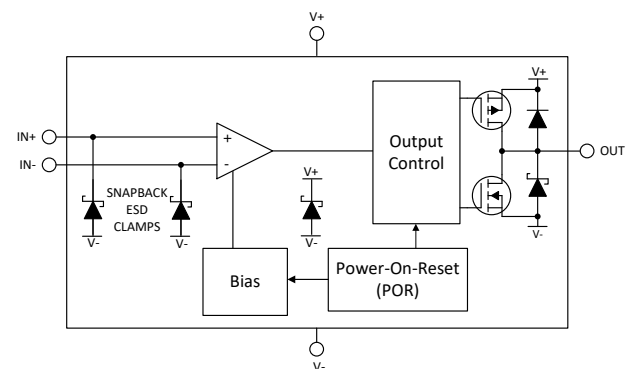 V+
V+
IN+
+
Output
Control
OUT
IN-
-
V+
SNAPBACK
ESD
CLAMPS
V-
V-
V-
V-
Bias
Power-On-Reset
(POR)
V-